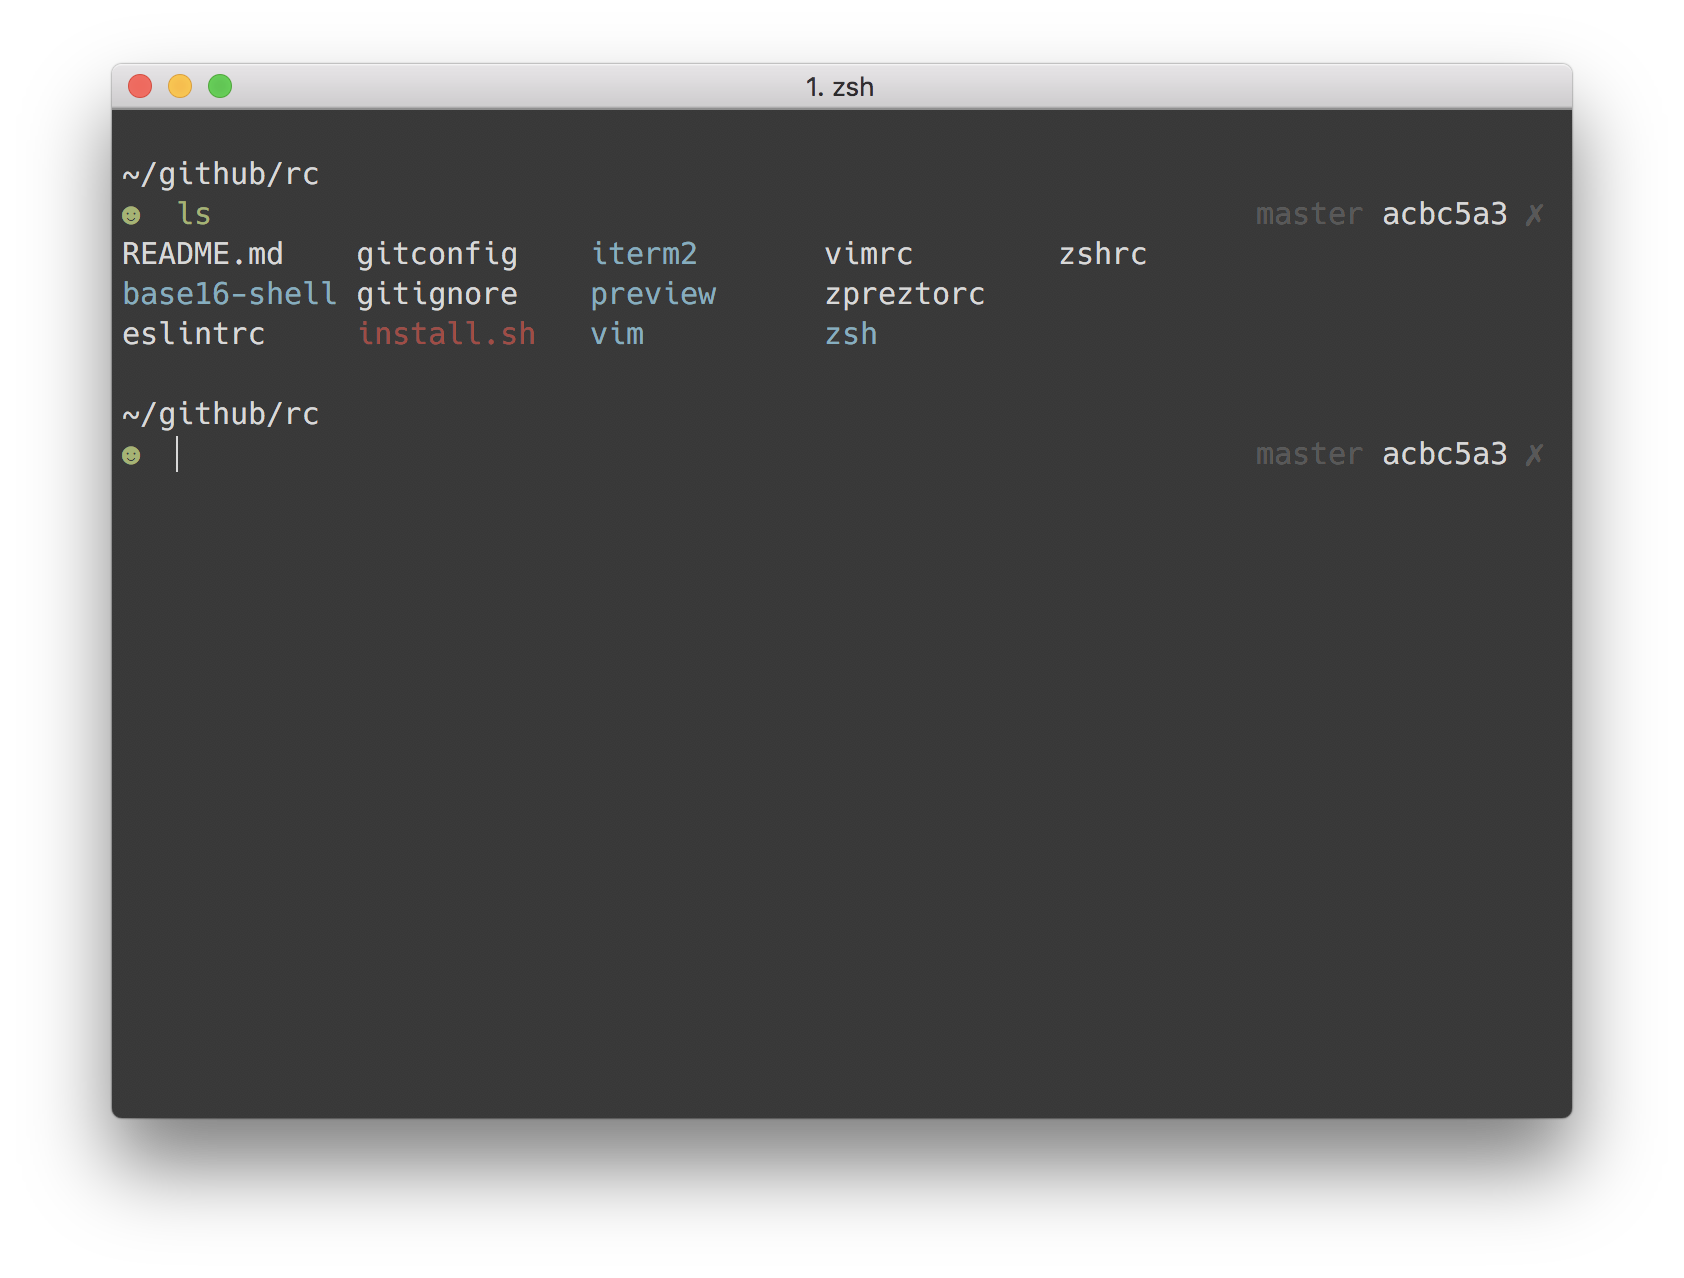 1. zsh
~/github/rc
☻ ls master acbc5a3 ✗
README.md gitconfig iterm2 vimrc zshrc
base16-shell gitignore preview zpreztorc
eslintrc install.sh vim zsh
~/github/rc
☻ master acbc5a3 ✗